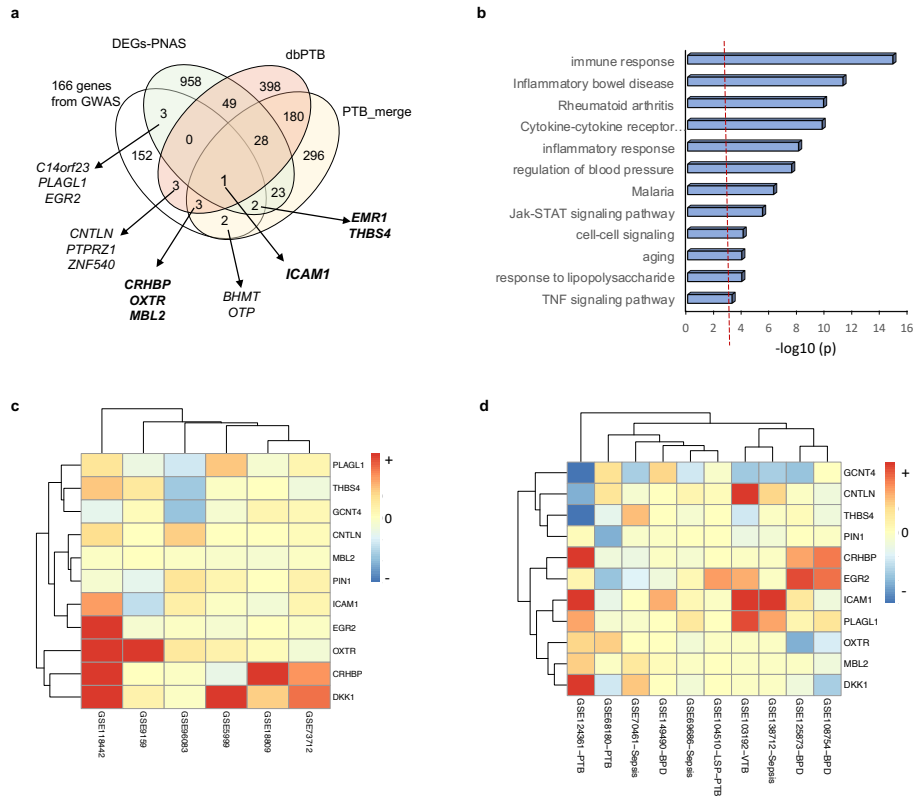 a
DEGs-PNAS
dbPTB
166 genes
from GWAS
PTB_merge
958
398
49
3
180
0
28
152
296
3
1
23
3
2
2
C14orf23
PLAGL1
EGR2
CNTLN
PTPRZ1
ZNF540
CRHBP
OXTR
MBL2
BHMT
OTP
ICAM1
EMR1
THBS4
b
immune response
Inflammatory bowel disease
Rheumatoid arthritis
Cytokine-cytokine receptor…
inflammatory response
regulation of blood pressure
Malaria
Jak-STAT signaling pathway
cell-cell signaling
aging
response to lipopolysaccharide
TNF signaling pathway
0 2 4 6 8 10 12 14 16
-log10 (p)
c
PLAGL1
THBS4
GCNT4
CNTLN
MBL2
PIN1
ICAM1
EGR2
OXTR
CRHBP
DKK1
GSE118442
GSE9159
GSE96083
GSE5999
GSE18809
GSE73712
+
0
-
d
GCNT4
CNTLN
THBS4
PIN1
CRHBP
EGR2
ICAM1
PLAGL1
OXTR
MBL2
DKK1
GSE124361-PTB
GSE68180-PTB
GSE70461-Sepsis
GSE149490-BPD
GSE69686-Sepsis
GSE104510-LSP-PTB
GSE103192-VTB
GSE138712-Sepsis
GSE125873-BPD
GSE108754-BPD
+
0
-